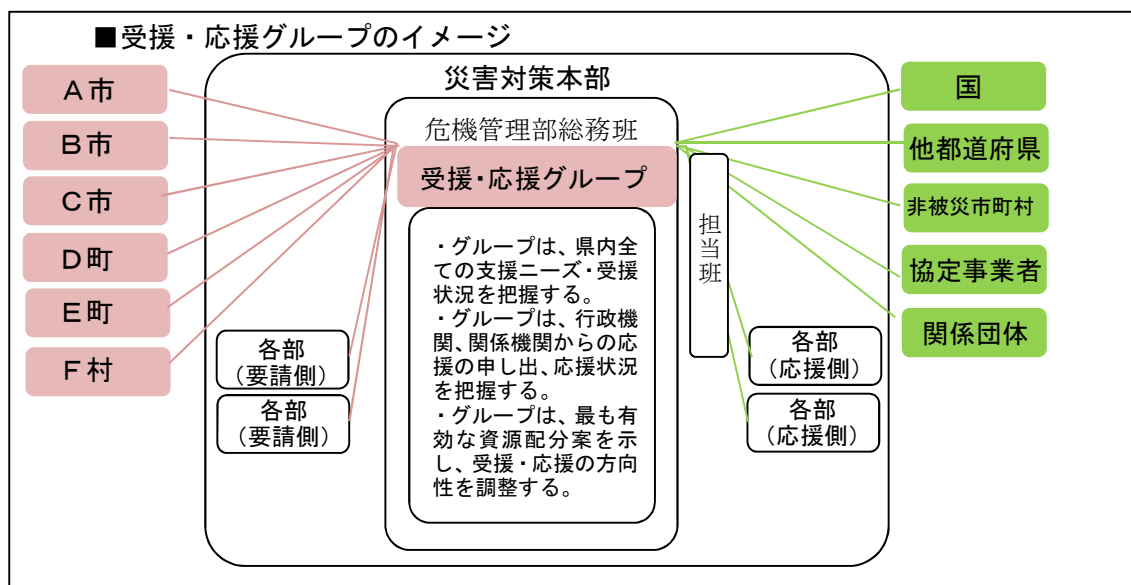 ■受援・応援グループのイメージ
災害対策本部
A市
B市
C市
D町
E町
F村
各部
(要請側)
各部
(要請側)
危機管理部総務班
受援・応援グループ
・グループは、県内全
ての支援ニーズ・受援
状況を把握する。
・グループは、行政機
関、関係機関からの応
援の申し出、応援状況
を把握する。
・グループは、最も有
効な資源配分案を示
し、受援・応援の方向
性を調整する。
担当班
各部
(応援側)
各部
(応援側)
国
他都道府県
非被災市町村
協定事業者
関係団体